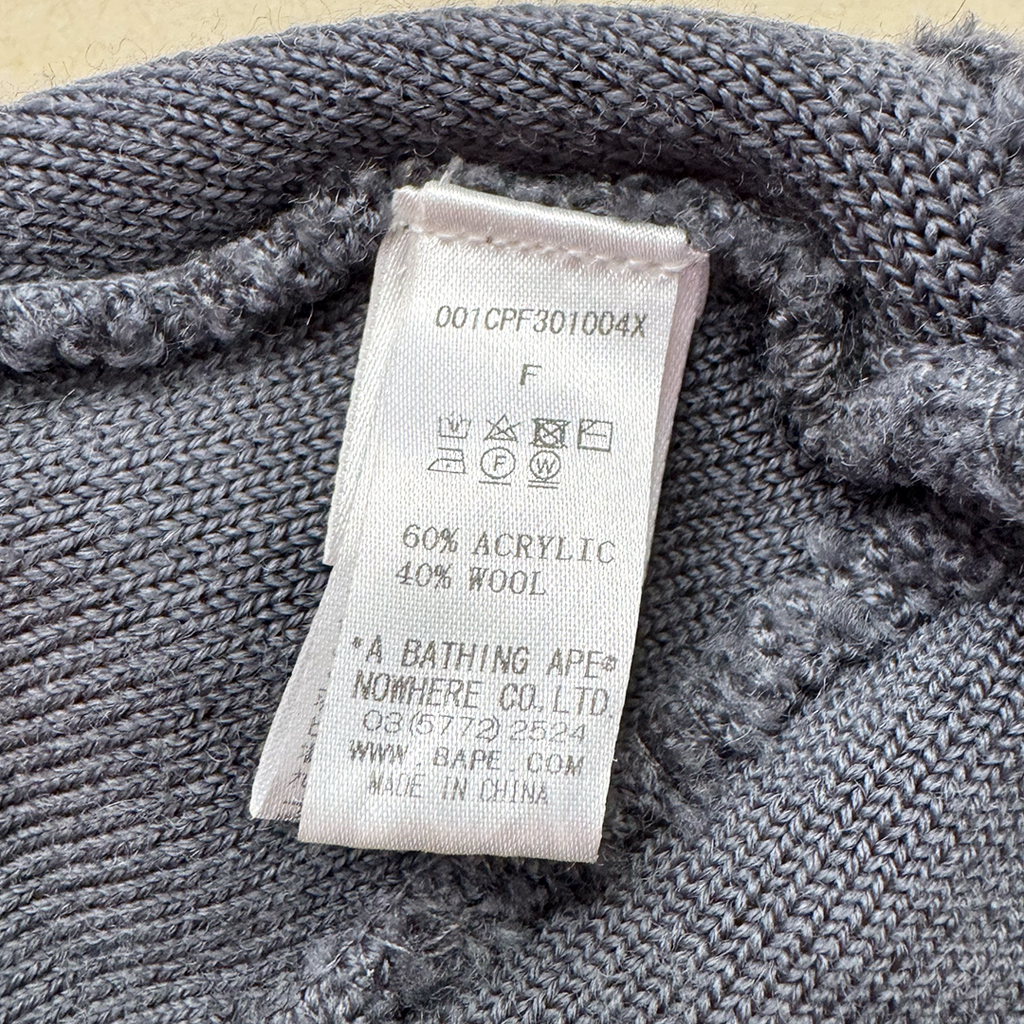 001CPF301004X
F
F W
60% ACRYLIC
40% WOOL
*A BATHING APE®
NOWHERE CO.,LTD.
03(5772)2524
WWW.BAPE.COM
MADE IN CHINA